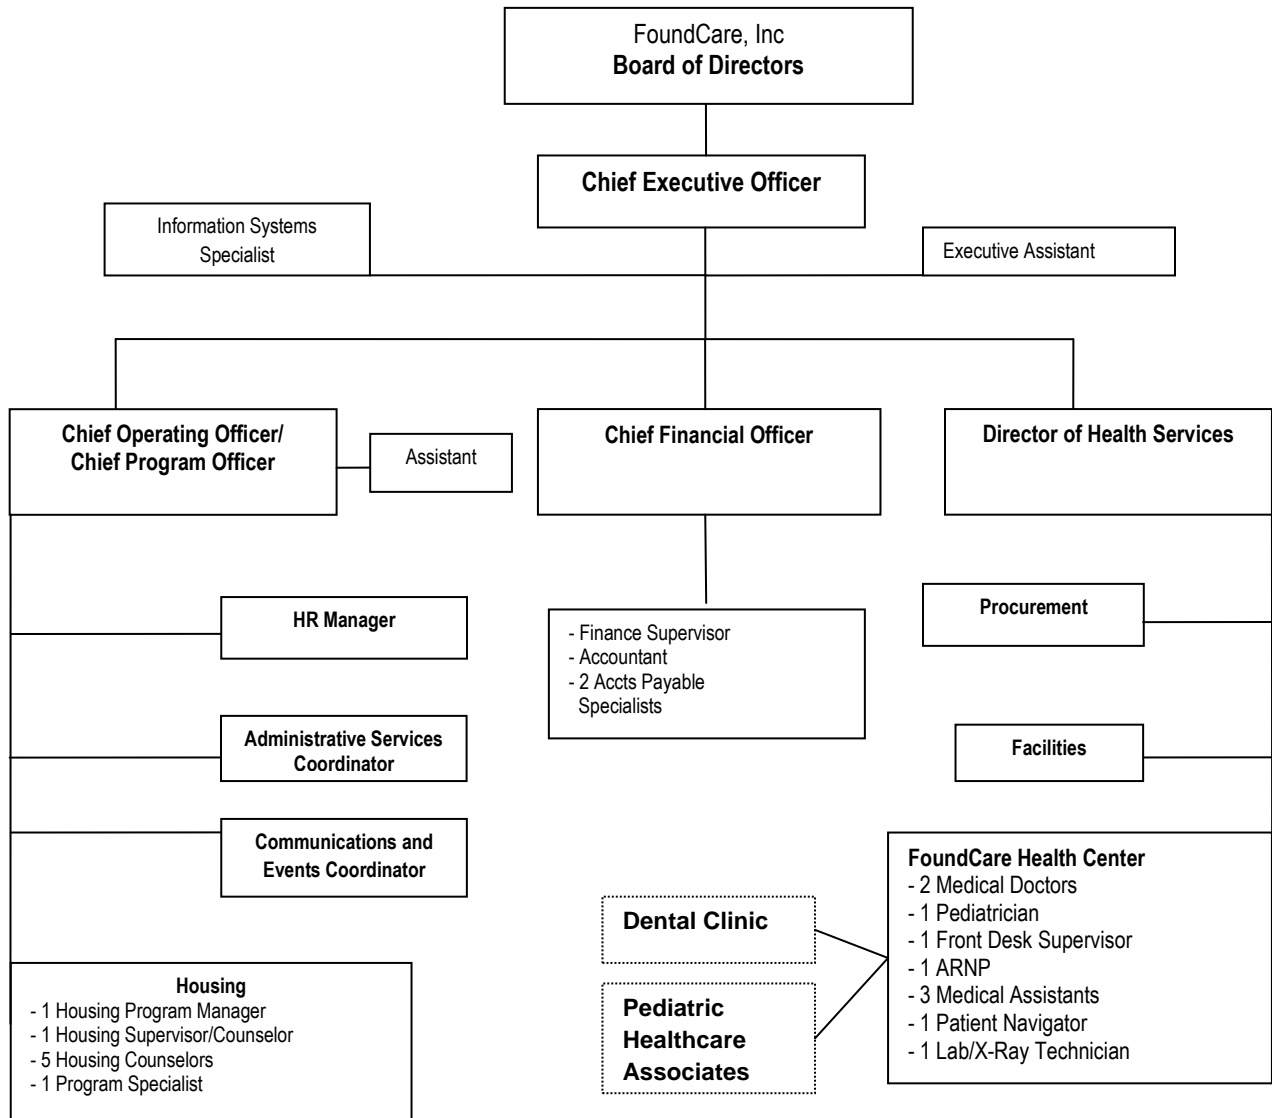 FoundCare, Inc
Board of Directors
Chief Executive Officer
Information Systems
Specialist
Executive Assistant
Chief Operating Officer/
Chief Program Officer
Assistant
Chief Financial Officer
Director of Health Services
HR Manager
Administrative Services
Coordinator
Communications and
Events Coordinator
Housing
- 1 Housing Program Manager
- 1 Housing Supervisor/Counselor
- 5 Housing Counselors
- 1 Program Specialist
- Finance Supervisor
- Accountant
- 2 Accts Payable
Specialists
Procurement
Facilities
FoundCare Health Center
- 2 Medical Doctors
- 1 Pediatrician
- 1 Front Desk Supervisor
- 1 ARNP
- 3 Medical Assistants
- 1 Patient Navigator
- 1 Lab/X-Ray Technician
Dental Clinic
Pediatric
Healthcare
Associates